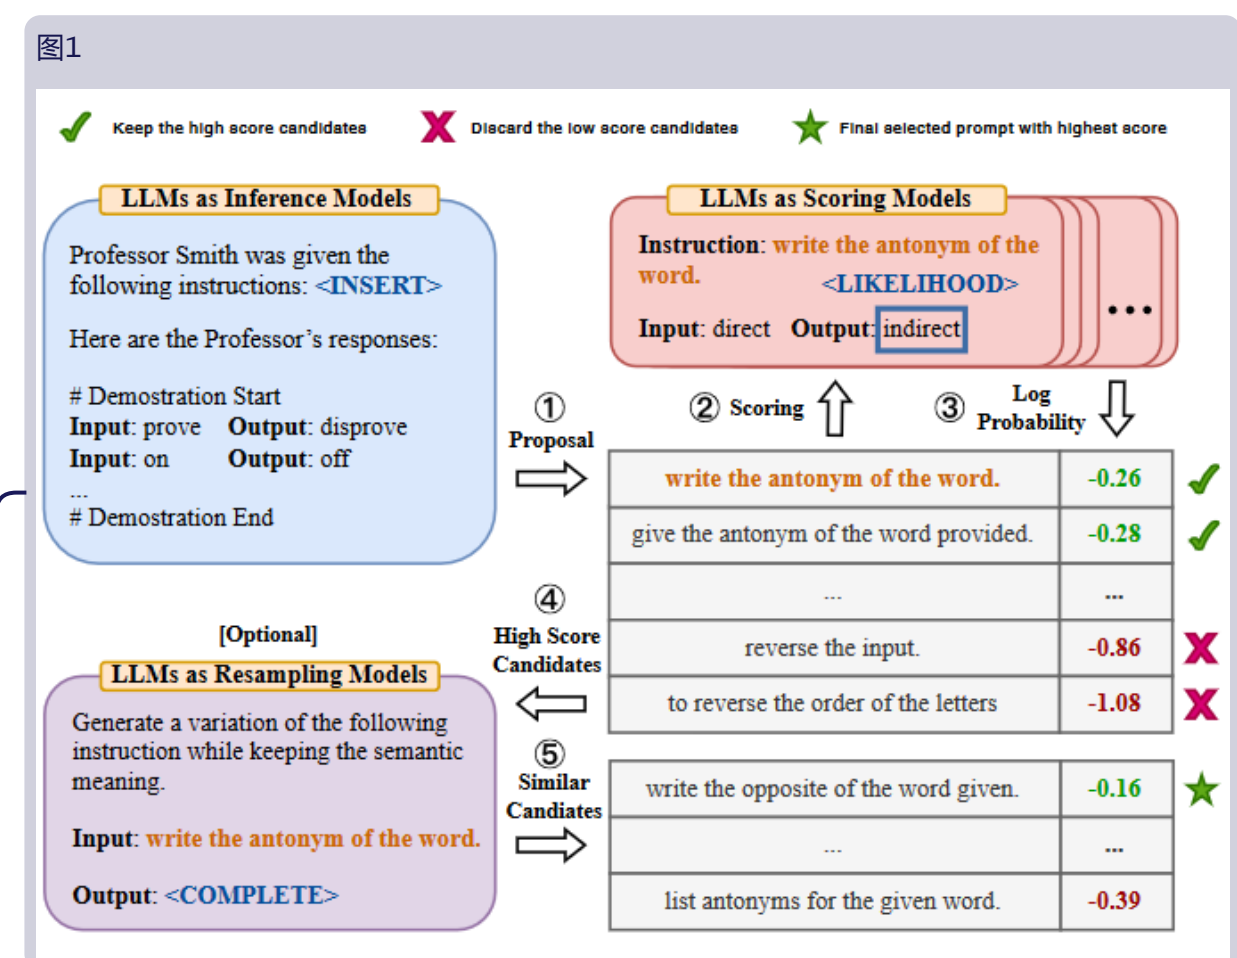 图1
Keep the high score candidates
Discard the low score candidates
Final selected prompt with highest score
LLMs as Inference Models
Professor Smith was given the
following instructions: <INSERT>
Here are the Professor's responses:
# Demostration Start
Input: prove Output: disprove
Input: on Output: off
...
# Demostration End
LLMs as Scoring Models
Instruction: write the antonym of the
word.
<LIKELIHOOD>
Input: direct Output: indirect
...
① Proposal
② Scoring
③ Log
Probability
write the antonym of the word. -0.26
give the antonym of the word provided. -0.28
... ...
reverse the input. -0.86
to reverse the order of the letters -1.08
④
High Score
Candidates
[Optional]
LLMs as Resampling Models
Generate a variation of the following
instruction while keeping the semantic
meaning.
Input: write the antonym of the word.
Output: <COMPLETE>
⑤
Similar
Candiates
write the opposite of the word given. -0.16
... ...
list antonyms for the given word. -0.39